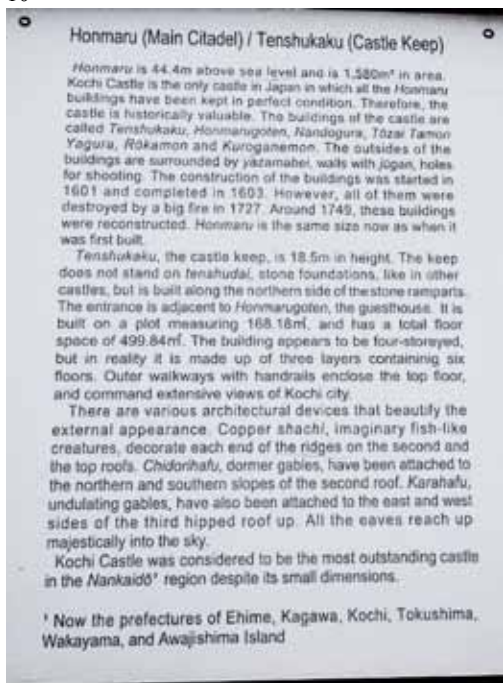 Honmaru (Main Citadel) / Tenshukaku (Castle Keep)
Honmaru is 44.4m above sea level and is 1,580m² in area.
Kochi Castle is the only castle in Japan in which all the Honmaru
buildings have been kept in perfect condition. Therefore, the
castle is historically valuable. The buildings of the castle are
called Tenshukaku, Honmarugoten, Nandogura, Tōzai Tamon
Yagura, Rōkamon and Kuroganemon. The outsides of the
buildings are surrounded by yazamabei, walls with jūgan, holes
for shooting. The construction of the buildings was started in
1601 and completed in 1603. However, all of them were
destroyed by a big fire in 1727. Around 1749, these buildings
were reconstructed. Honmaru is the same size now as when it
was first built.
Tenshukaku, the castle keep, is 18.5m in height. The keep
does not stand on tenshudai, stone foundations, like in other
castles, but is built along the northern side of the stone ramparts.
The entrance is adjacent to Honmarugoten, the guesthouse. It is
built on a plot measuring 168.18㎡, and has a total floor
space of 499.84㎡. The building appears to be four-storeyed,
but in reality it is made up of three layers containinig six
floors. Outer walkways with handrails enclose the top floor,
and command extensive views of Kochi city.
There are various architectural devices that beautify the
external appearance. Copper shachi, imaginary fish-like
creatures, decorate each end of the ridges on the second and
the top roofs. Chidorihafu, dormer gables, have been attached to
the northern and southern slopes of the second roof. Karahafu,
undulating gables, have also been attached to the east and west
sides of the third hipped roof up. All the eaves reach up
majestically into the sky.
Kochi Castle was considered to be the most outstanding castle
in the Nankaidō* region despite its small dimensions.
* Now the prefectures of Ehime, Kagawa, Kochi, Tokushima,
Wakayama, and Awajishima Island